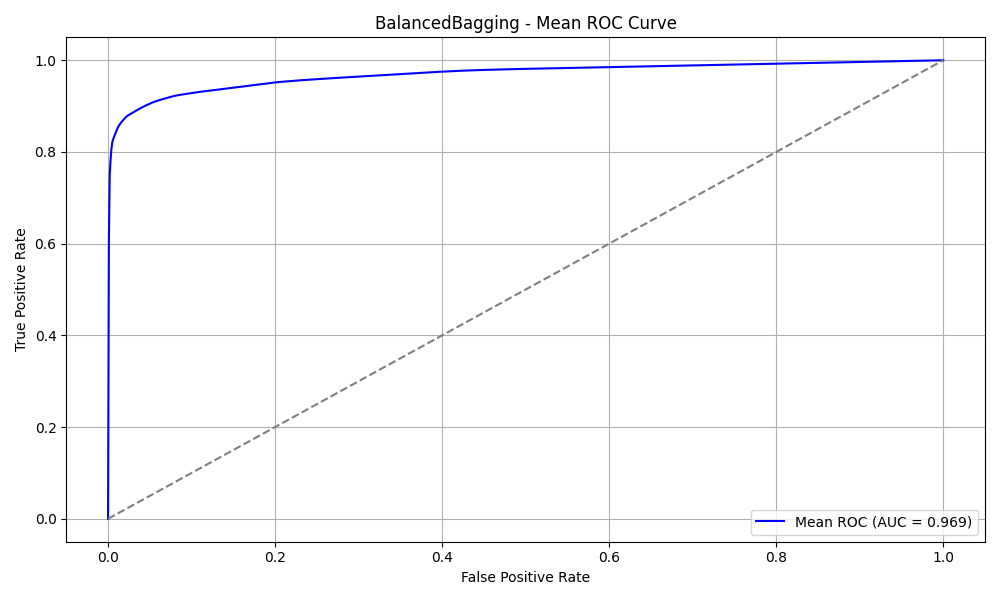 BalancedBagging - Mean ROC Curve
True Positive Rate
1.0
0.8
0.6
0.4
0.2
0.0
0.0 0.2 0.4 0.6 0.8 1.0
False Positive Rate
Mean ROC (AUC = 0.969)